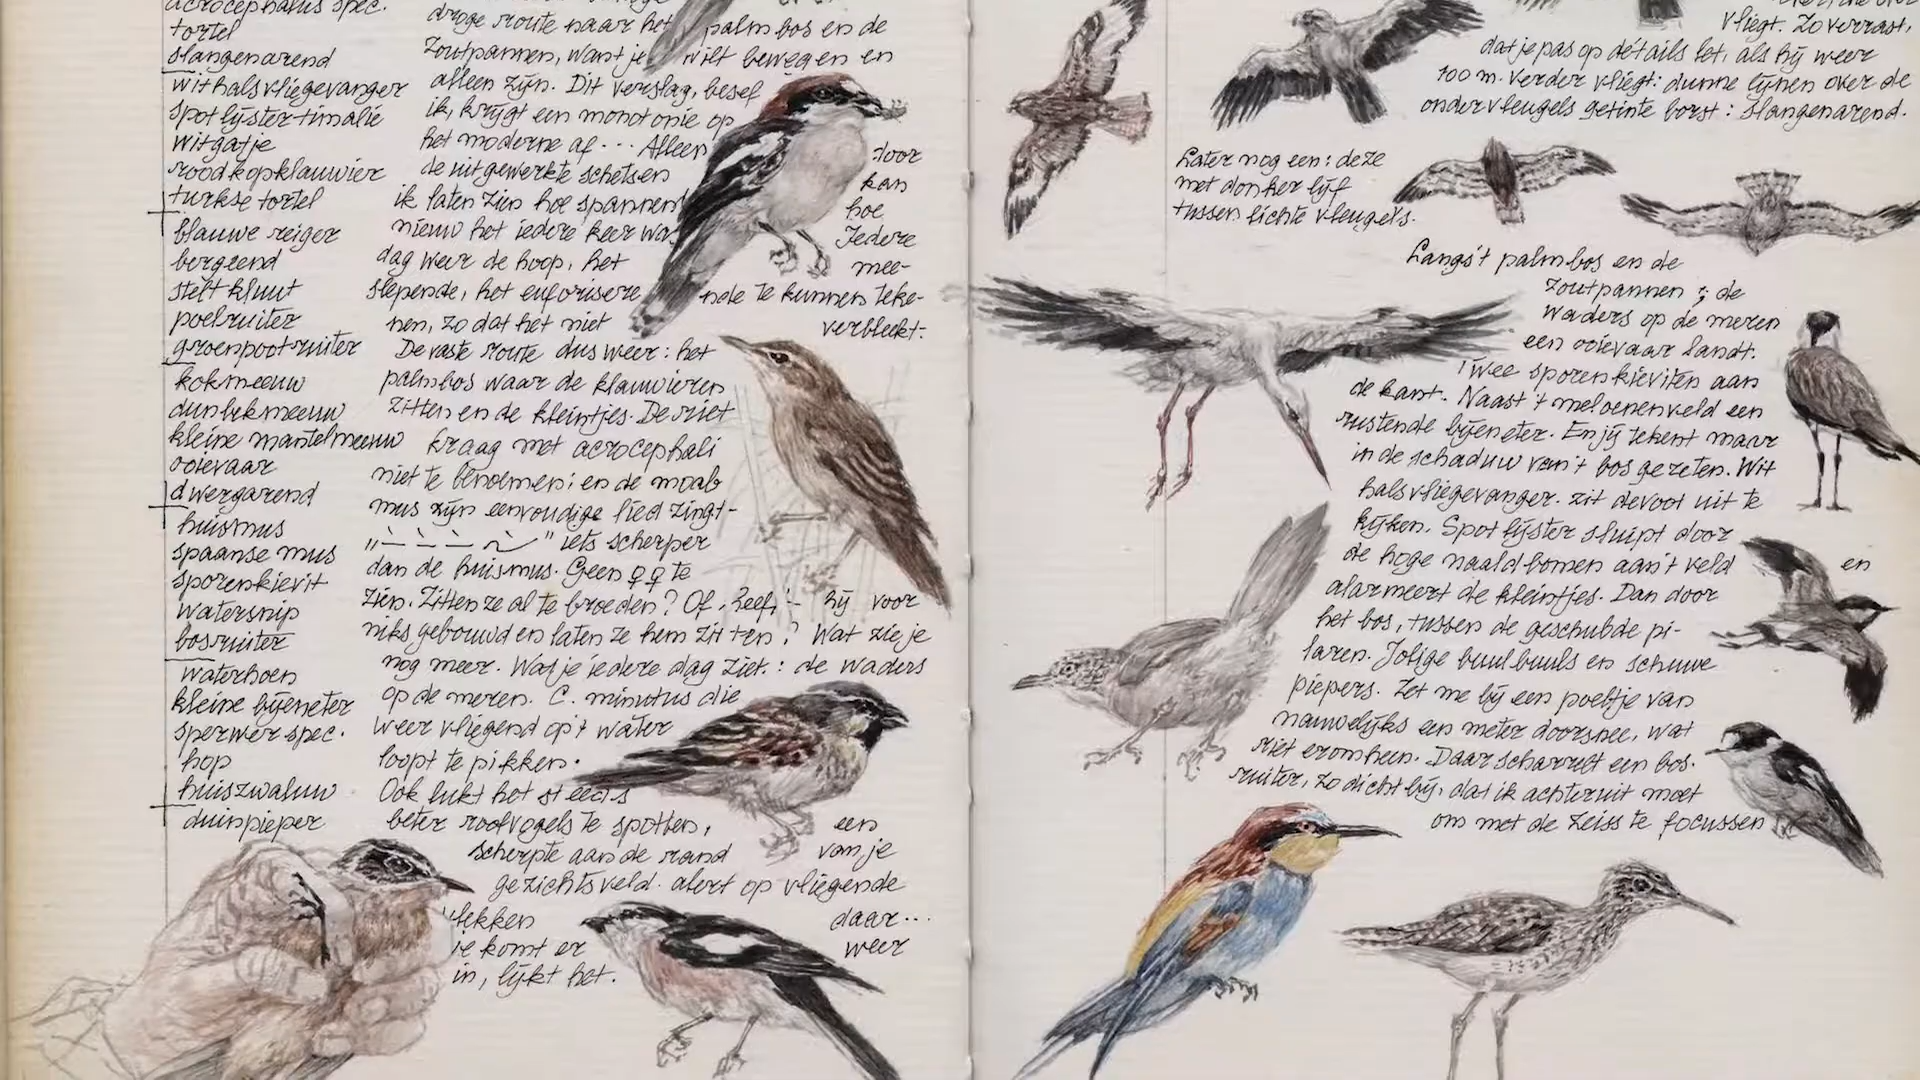 acrocephalus spec.
tortel
slangenarend
withalsvliegevanger
spotlijster-timalie
witgatje
roodkopklauwier
turkse tortel
blauwe reiger
bergeend
steltkluut
poelruiter
groenpootruiter
kokmeeuw
dunbekmeeuw
kleine mantelmeeuw
ooievaar
dwergarend
huismus
spaanse mus
sporenkievit
watersnip
bosruiter
waterhoen
kleine bijeneter
sperwer spec.
hop
huiszwaluw
duinpieper
droge route naar het palmbos en de
zoutpannen, want je wilt bewegen en
alleen zijn. Dit verslag, besef
ik, krijgt een monotonie op
het moderne af... Alleen door
de uitgewerkte schetsen kan
ik laten zien hoe spannend hoe
nieuw het iedere keer was. Iedere
dag weer de hoop, het mee-
slepende, het euforiserende te kunnen teke-
nen, zodat het niet verbleekt.
De vaste route dus weer: het
palmbos waar de klauwieren
zitten en de kleintjes. De riet
kraag met acrocephali
niet te benoemen; en de moab
mus zijn eenvoudige lied zingt-
iets scherper
dan de huismus. Geen ♀♀ te
zien. Zitten ze al te broeden? Of heeft hij voor
niks gebouwd en laten ze hem zitten? Wat zie je
nog meer. Wat je iedere dag ziet.: de waders
op de meren. C. minutus die
weer vliegend op 't water
loopt te pikken.
Ook lukt het steeds
beter roofvogels te spotten, een
scherpte aan de rand van je
gezichtsveld. alert op vliegende
vlekken daar...
je komt er weer
in, lijkt het.
vliegt. Zo verrast,
dat je pas op details let, als hij weer
100 m. verder vliegt: dunne lijnen over de
ondervleugels getinte borst: Slangenarend.
Later nog een: deze
met donker lijf
tussen lichte vleugels.
Langs 't palmbos en de
zoutpannen; de
waders op de meren
een ooievaar landt.
Twee sporenkieviten aan
de kant. Naast 't meloenenveld een
rustende bijeneter. En jij tekent maar
in de schaduw van 't bos gezeten. Wit
halsvliegevanger. zit devoot uit te
kijken. Spotlijster sluipt door
de hoge naaldbomen aan 't veld en
alarmeert de kleintjes. Dan door
het bos, tussen de geschubde pi-
laren. Jolige buulbuuls en schuwe
piepers. Zet me bij een poeltje van
nauwelijks een meter doorsnee, wat
riet eromheen. Daar scharrelt een bos-
ruiter, zo dichtbij, dat ik achteruit moet
om met de Zeiss te focussen